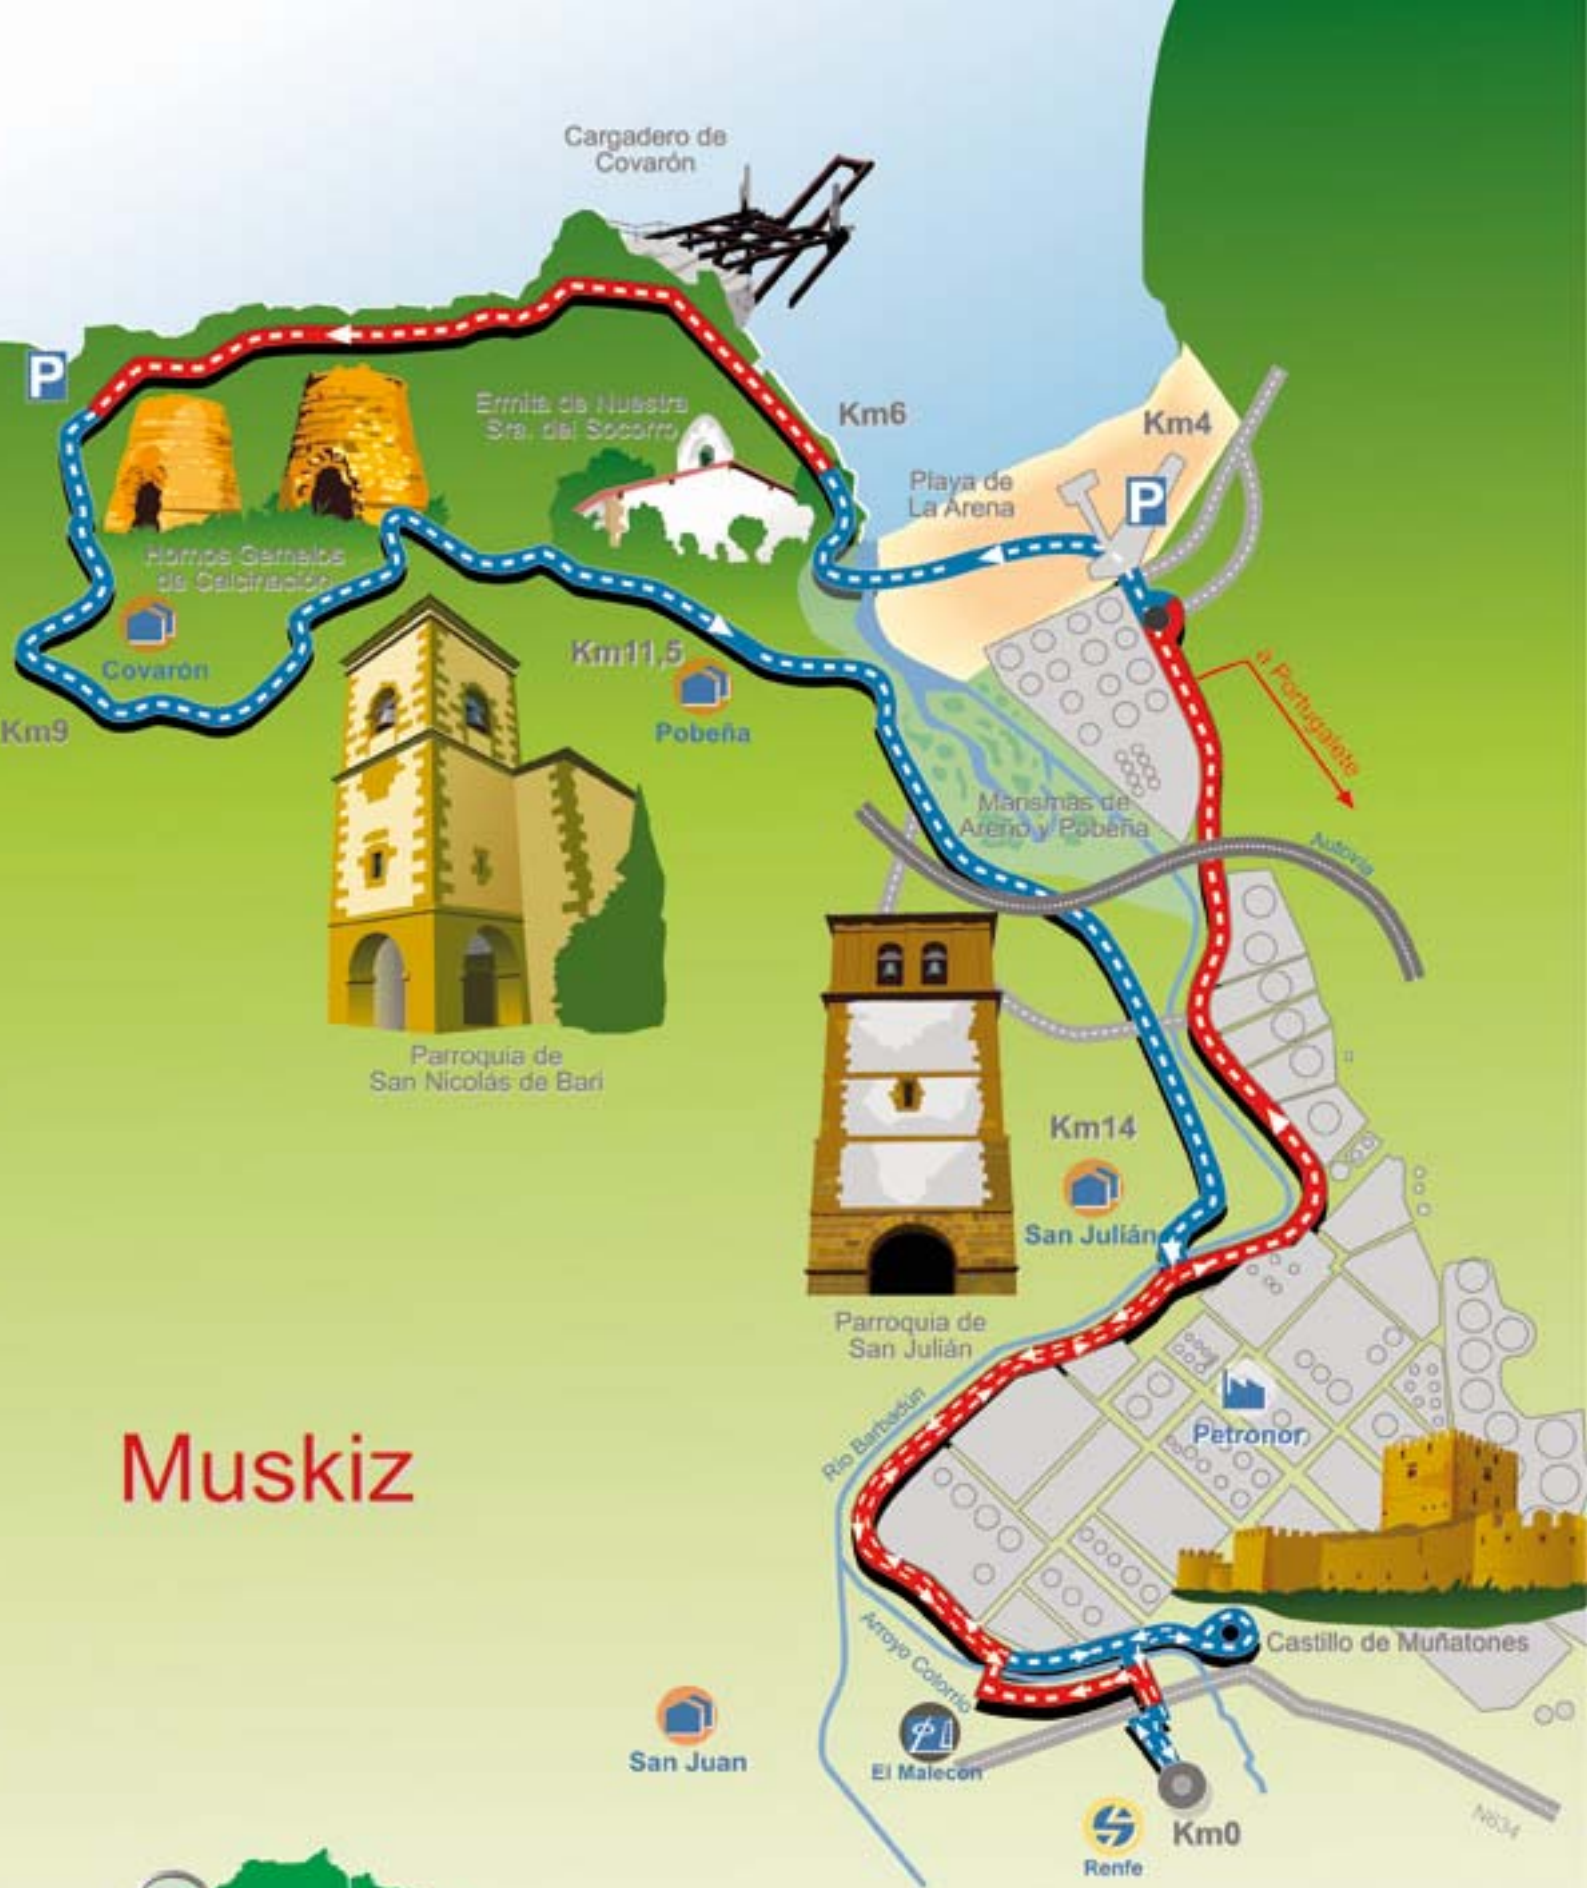 Cargadero de
Covarón
P
Ermita de Nuestra
Sra. del Socorro
Km6
Km4
Playa de
La Arena
P
Hornos Gemelos
de Calcinación
Covarón
Km9
Km11,5
Pobeña
a Portugalete
Marismas de
Areño y Pobeña
Autovía
Parroquia de
San Nicolás de Bari
Km14
San Julián
Parroquia de
San Julián
Río Barbadún
Petronor
Muskiz
Castillo de Muñatones
Arroyo Cotorrio
San Juan
El Malecón
N634
Km0
Renfe